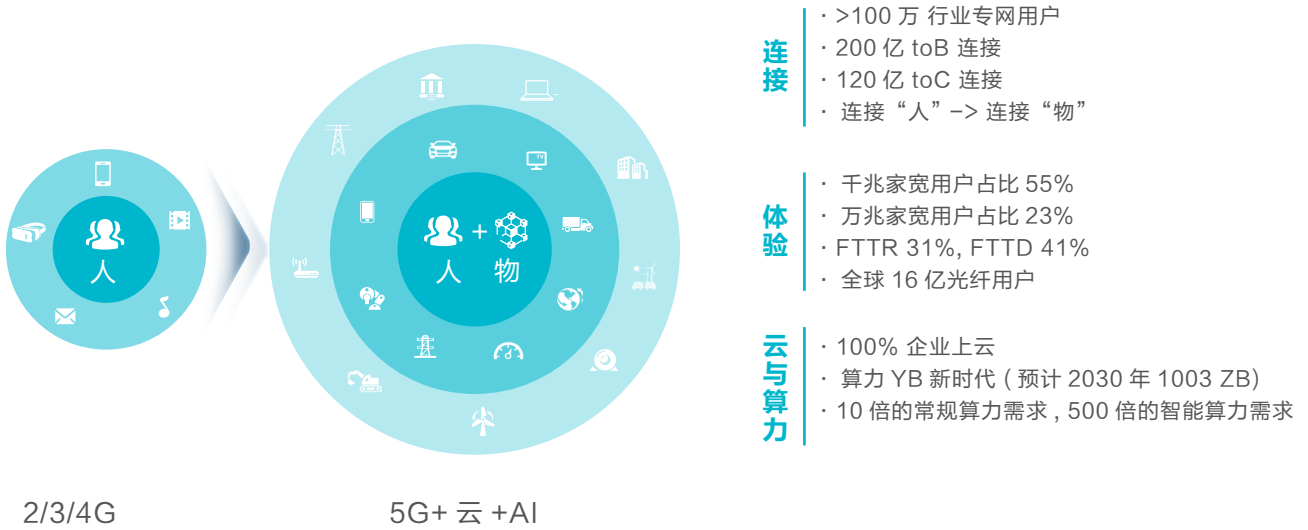 人
2/3/4G
TV
人 + 物
5G+ 云 +AI
连接
· >100 万 行业专网用户
· 200 亿 toB 连接
· 120 亿 toC 连接
· 连接“人”–> 连接“物”
体验
· 千兆家宽用户占比 55%
· 万兆家宽用户占比 23%
· FTTR 31%, FTTD 41%
· 全球 16 亿光纤用户
云与算力
· 100% 企业上云
· 算力 YB 新时代 ( 预计 2030 年 1003 ZB)
· 10 倍的常规算力需求 , 500 倍的智能算力需求